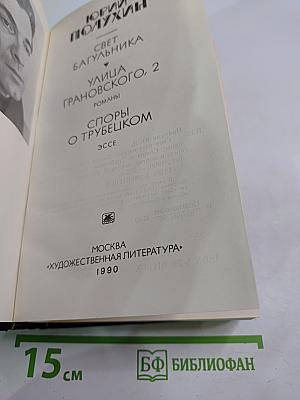 ЮРИЙ
ПОЛУХИН
СВЕТ
БАГУЛЬНИКА
УЛИЦА
ГРАНОВСКОГО, 2
РОМАНЫ
СПОРЫ
О ТРУБЕЦКОМ
ЭССЕ
МОСКВА
«ХУДОЖЕСТВЕННАЯ ЛИТЕРАТУРА»
1990
15 СМ
БФ БИБЛИОФАН